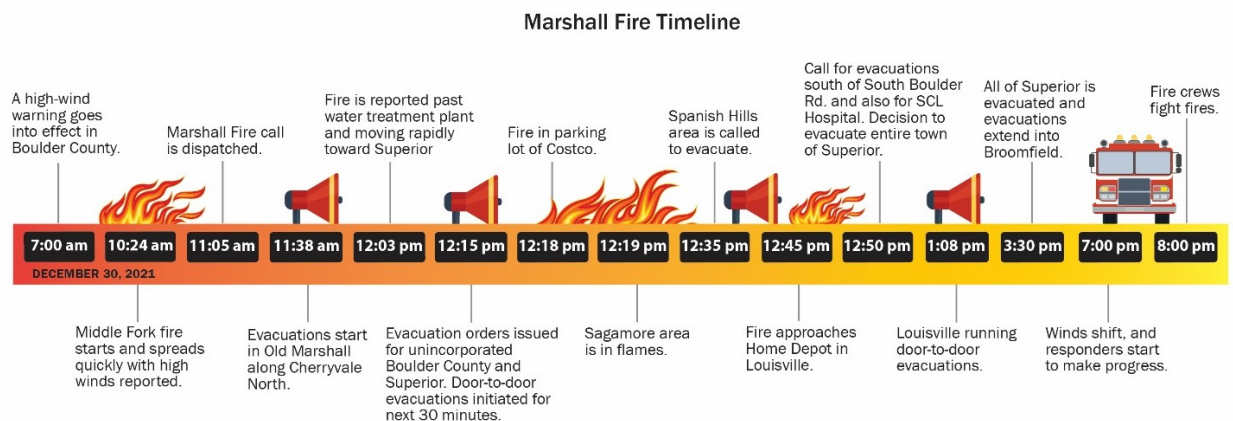 Marshall Fire Timeline
A high-wind
warning goes
into effect in
Boulder County.
Marshall Fire call
is dispatched.
Fire is reported past
water treatment plant
and moving rapidly
toward Superior
Fire in parking
lot of Costco.
Spanish Hills
area is called
to evacuate.
Call for evacuations
south of South Boulder
Rd. and also for SCL
Hospital. Decision to
evacuate entire town
of Superior.
All of Superior is
evacuated and
evacuations
extend into
Broomfield.
Fire crews
fight fires.
7:00 am
10:24 am
11:05 am
11:38 am
12:03 pm
12:15 pm
12:18 pm
12:19 pm
12:35 pm
12:45 pm
12:50 pm
1:08 pm
3:30 pm
7:00 pm
8:00 pm
DECEMBER 30, 2021
Middle Fork fire
starts and spreads
quickly with high
winds reported.
Evacuations start
in Old Marshall
along Cherryvale
North.
Evacuation orders issued
for unincorporated
Boulder County and
Superior. Door-to-door
evacuations initiated for
next 30 minutes.
Sagamore area
is in flames.
Fire approaches
Home Depot in
Louisville.
Louisville running
door-to-door
evacuations.
Winds shift, and
responders start
to make progress.